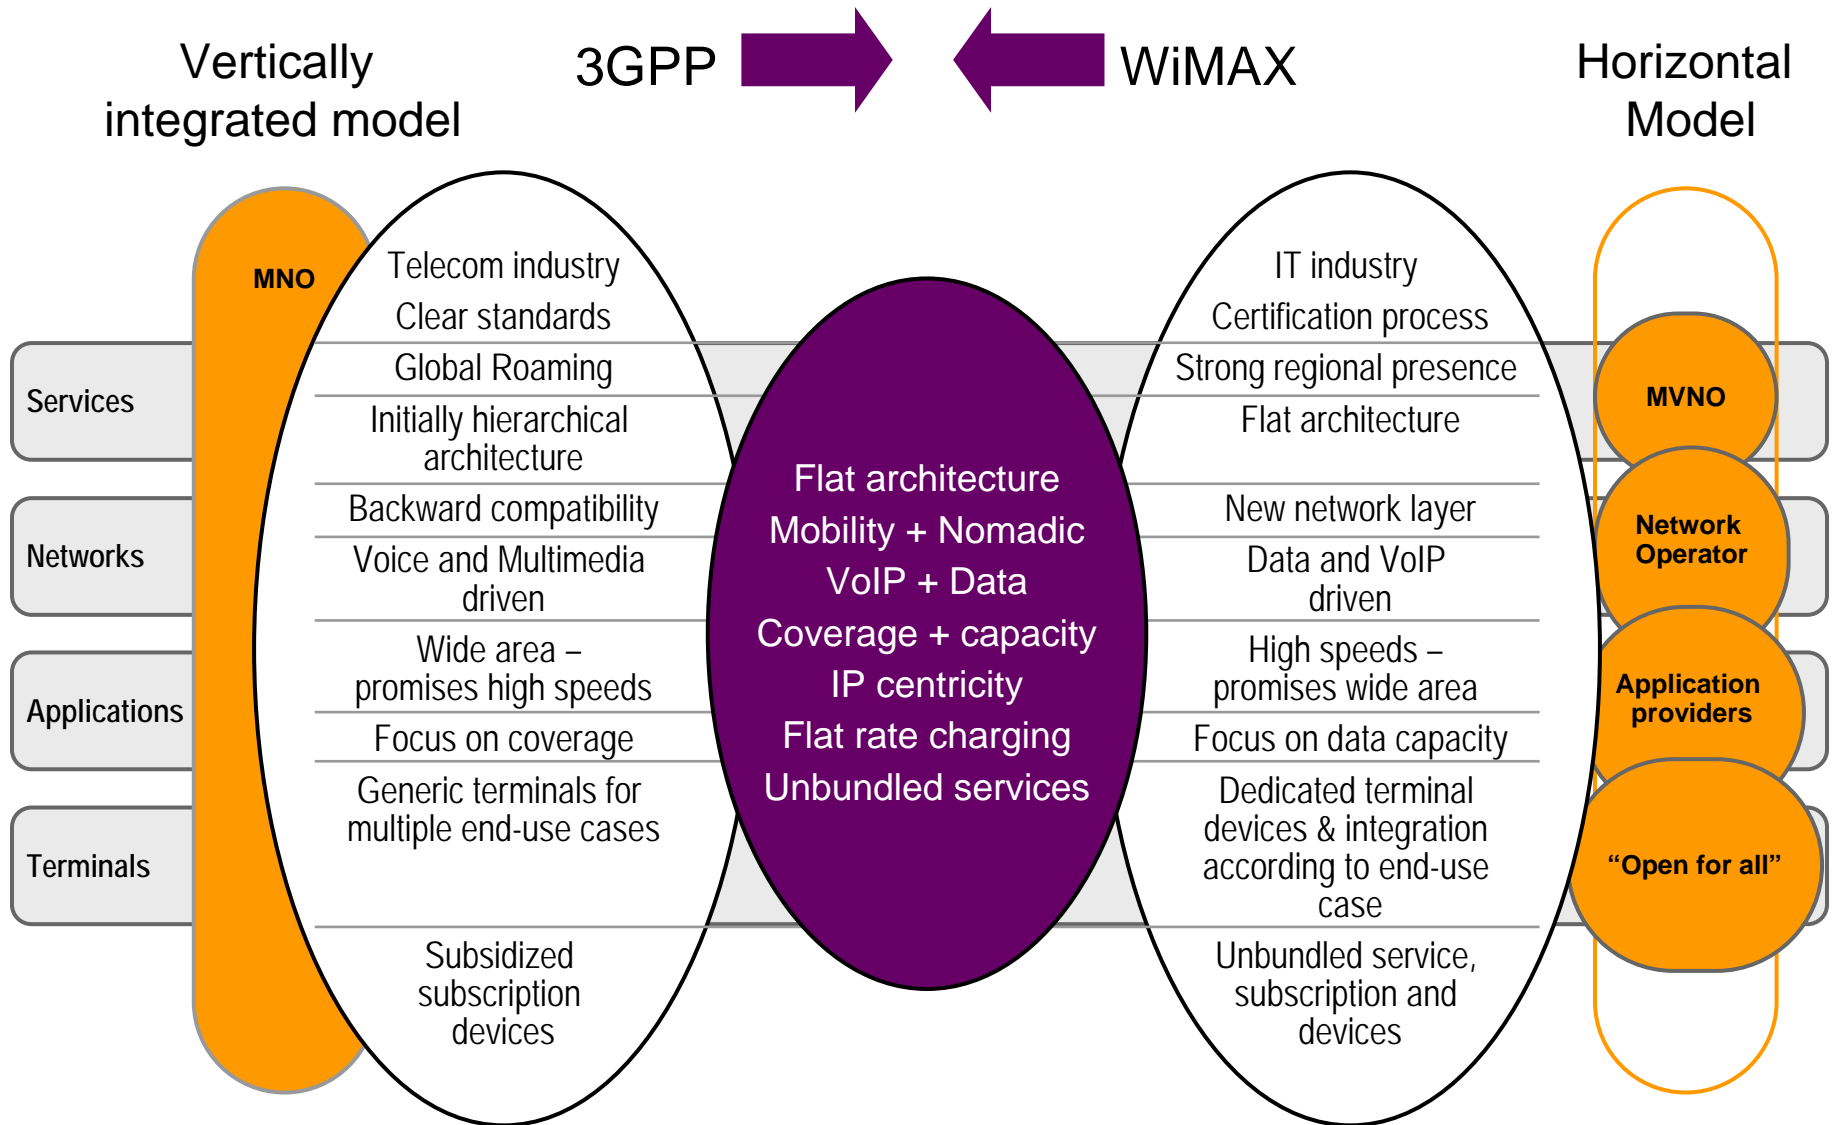 Vertically
integrated model
3GPP
WiMAX
Horizontal
Model
MNO
Services
Networks
Applications
Terminals
Telecom industry
Clear standards
Global Roaming
Initially hierarchical
architecture
Backward compatibility
Voice and Multimedia
driven
Wide area –
promises high speeds
Focus on coverage
Generic terminals for
multiple end-use cases
Subsidized
subscription
devices
Flat architecture
Mobility + Nomadic
VoIP + Data
Coverage + capacity
IP centricity
Flat rate charging
Unbundled services
IT industry
Certification process
Strong regional presence
Flat architecture
New network layer
Data and VoIP
driven
High speeds –
promises wide area
Focus on data capacity
Dedicated terminal
devices & integration
according to end-use
case
Unbundled service,
subscription and
devices
MVNO
Network
Operator
Application
providers
“Open for all”